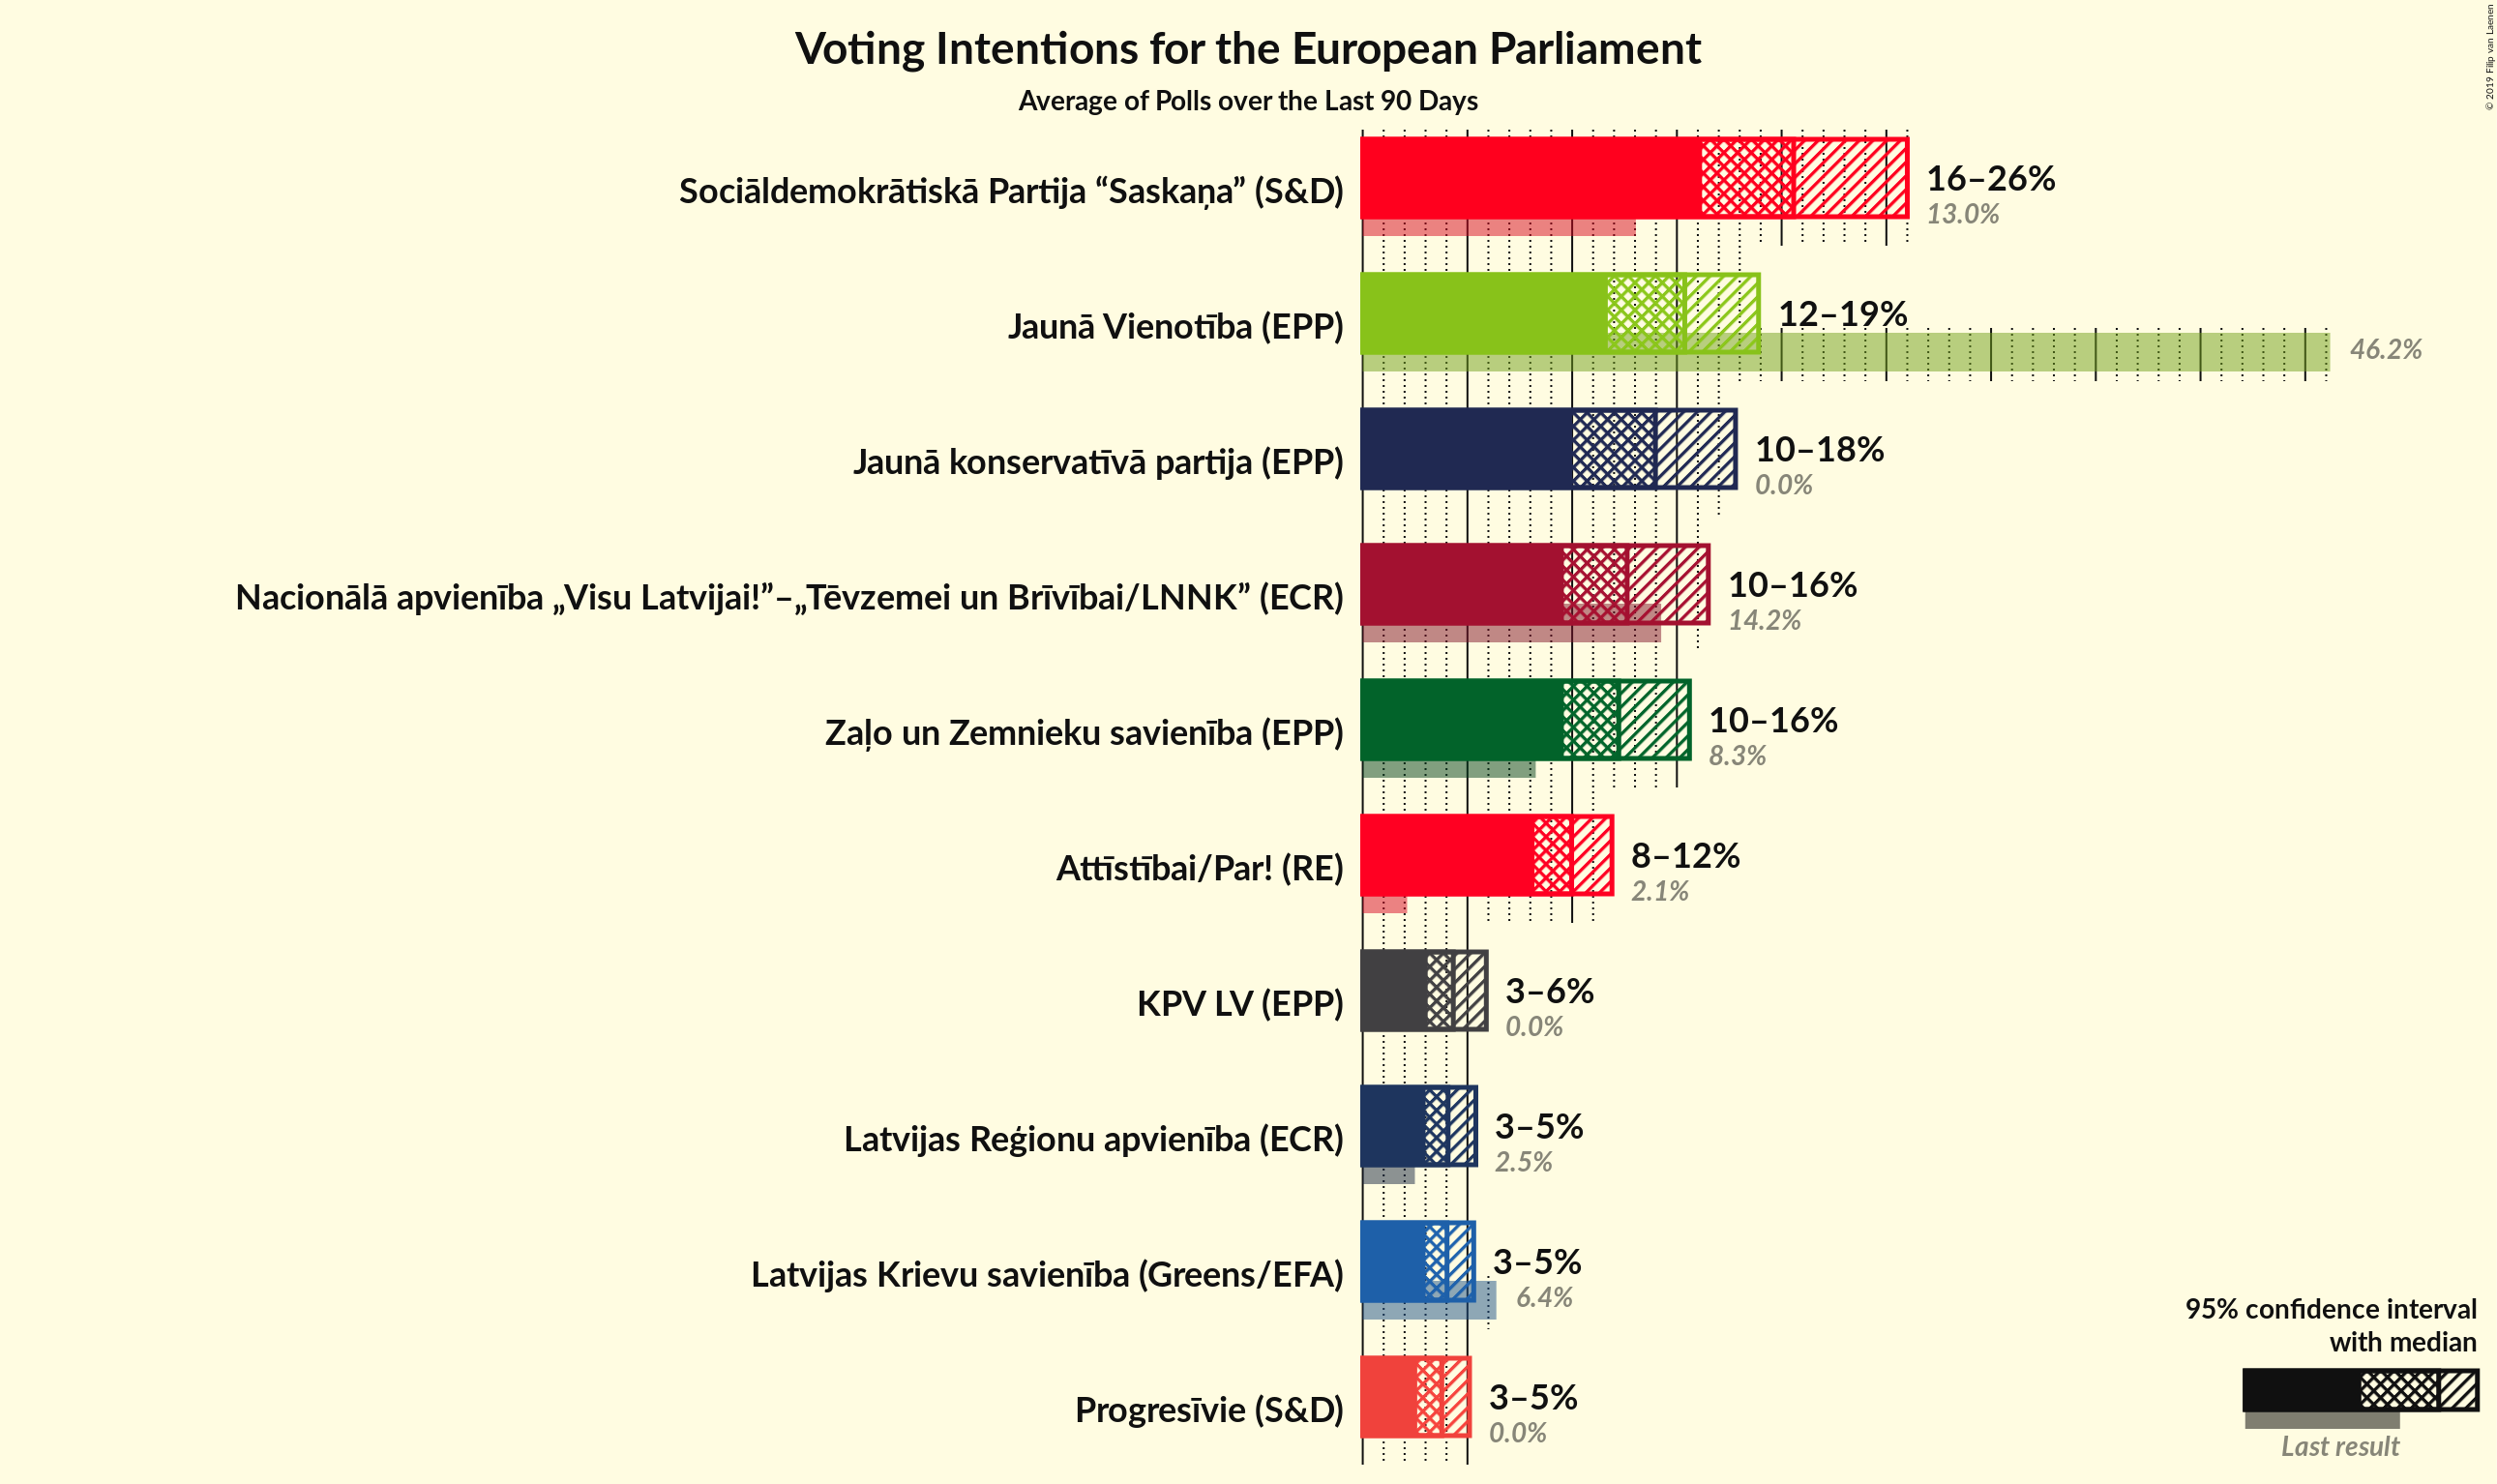 Voting Intentions for the European Parliament
Average of Polls over the Last 90 Days
© 2019 Filip van Laenen
Sociāldemokrātiskā Partija “Saskaņa” (S&D)
16–26%
13.0%
Jaunā Vienotība (EPP)
12–19%
46.2%
Jaunā konservatīvā partija (EPP)
10–18%
0.0%
Nacionālā apvienība „Visu Latvijai!”–„Tēvzemei un Brīvībai/LNNK” (ECR)
10–16%
14.2%
Zaļo un Zemnieku savienība (EPP)
10–16%
8.3%
Attīstībai/Par! (RE)
8–12%
2.1%
KPV LV (EPP)
3–6%
0.0%
Latvijas Reģionu apvienība (ECR)
3–5%
2.5%
Latvijas Krievu savienība (Greens/EFA)
3–5%
6.4%
Progresīvie (S&D)
3–5%
0.0%
95% confidence interval
with median
Last result